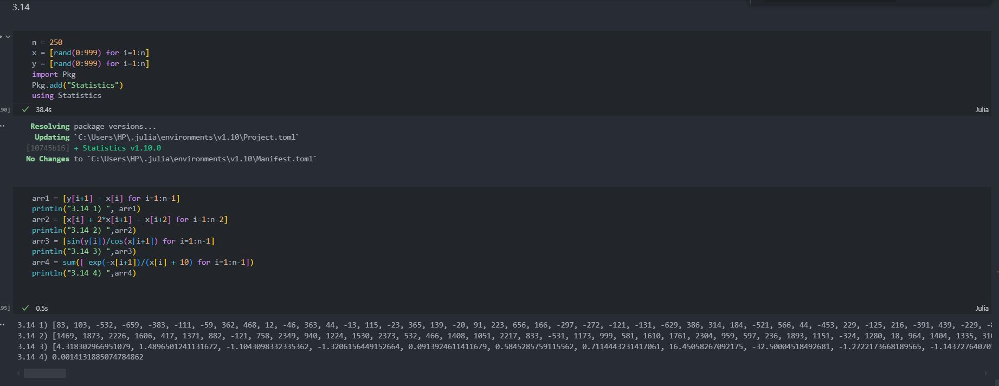 3.14
n = 250
x = [rand(0:999) for i=1:n]
y = [rand(0:999) for i=1:n]
import Pkg
Pkg.add("Statistics")
using Statistics
90]
38.4s
Julia
Resolving package versions...
Updating `C:\Users\HP\.julia\environments\v1.10\Project.toml`
[10745b16] + Statistics v1.10.0
No Changes to `C:\Users\HP\.julia\environments\v1.10\Manifest.toml`
arr1 = [y[i+1] - x[i] for i=1:n-1]
println("3.14 1) ", arr1)
arr2 = [x[i] + 2*x[i+1] - x[i+2] for i=1:n-2]
println("3.14 2) ",arr2)
arr3 = [sin(y[i])/cos(x[i+1]) for i=1:n-1]
println("3.14 3) ",arr3)
arr4 = sum([ exp(-x[i+1])/(x[i] + 10) for i=1:n-1])
println("3.14 4) ",arr4)
95]
0.5s
Julia
3.14 1) [83, 103, -532, -659, -383, -111, -59, 362, 468, 12, -46, 363, 44, -13, 115, -23, 365, 139, -20, 91, 223, 656, 166, -297, -272, -121, -131, -629, 386, 314, 184, -521, 566, 44, -453, 229, -125, 216, -391, 439, -229,
3.14 2) [1469, 1873, 2226, 1606, 417, 1371, 882, -121, 758, 2349, 940, 1224, 1530, 2373, 532, 466, 1408, 1051, 2217, 833, -531, 1173, 999, 581, 1610, 1761, 2304, 959, 597, 236, 1893, 1151, -324, 1280, 18, 964, 1404, 1335,
3.14 3) [4.318302966951079, 1.4896501241131672, -1.1043098332335362, -1.3206156449152664, 0.0913924611411679, 0.5845285759115562, 0.7114443231417061, 16.45058267092175, -32.50004518492681, -1.2722173668189565,
3.14 4) 0.0014131885074784862